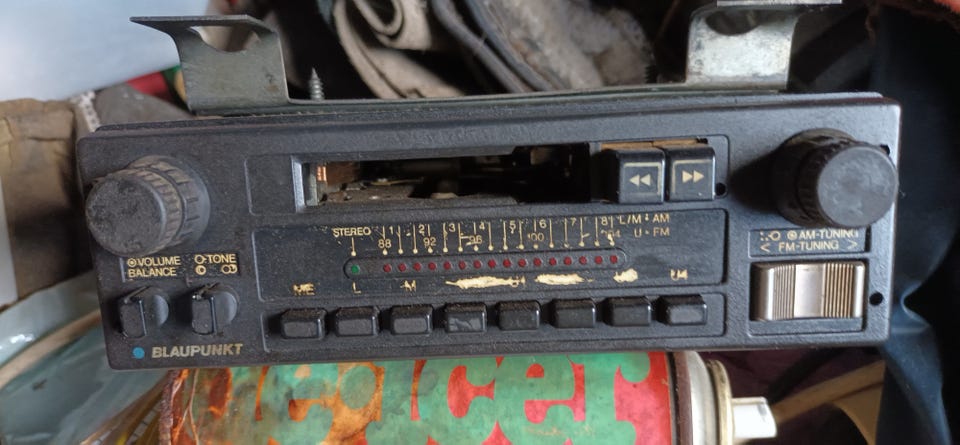 STEREO 1 2 3 4 5 6 7 8 L/M AM
88 92 96 100 104 U FM
VOLUME TONE
BALANCE
AM-TUNING
< FM-TUNING >
L M
BLAUPUNKT
cer